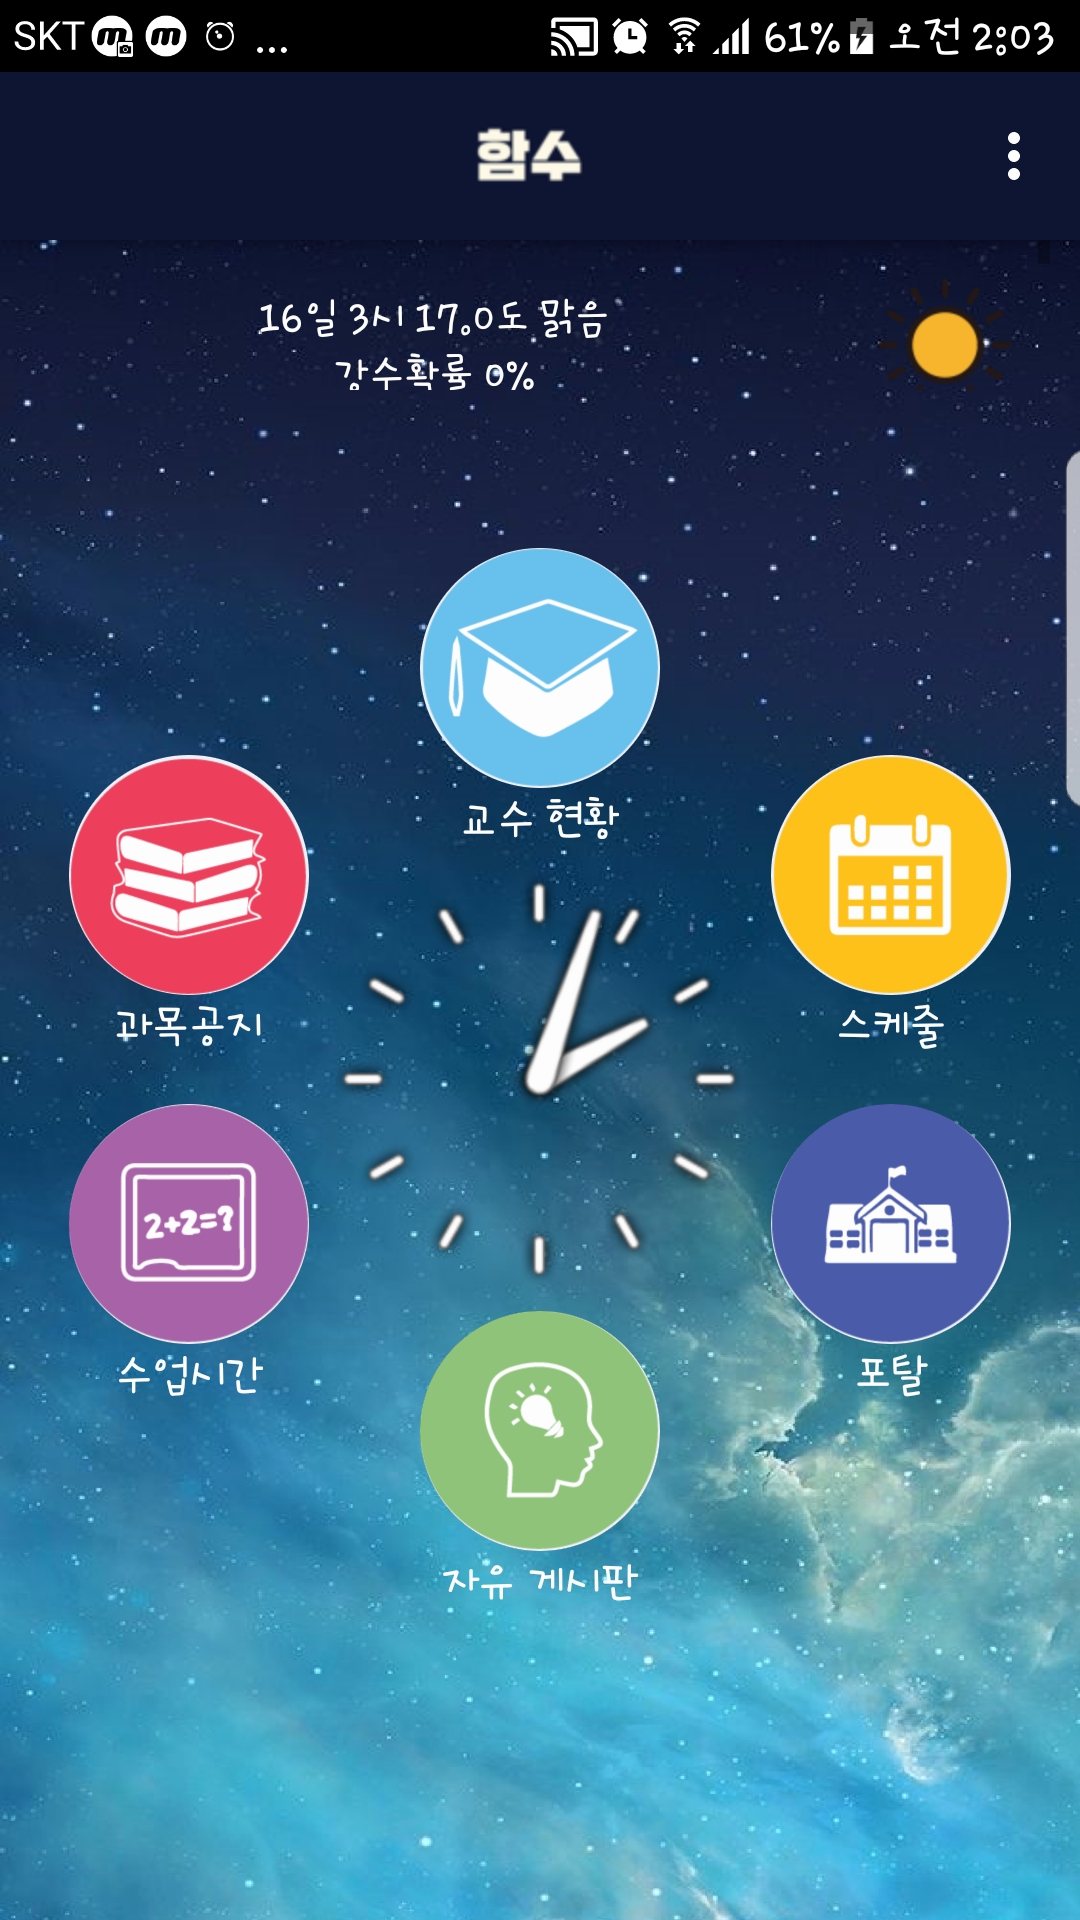 SKT ... 61% 오전 2:03
함수
16일 3시 17.0도 맑음
강수확률 0%
교수 현황
과목공지
스케줄
2+2=?
수업시간
포탈
자유 게시판